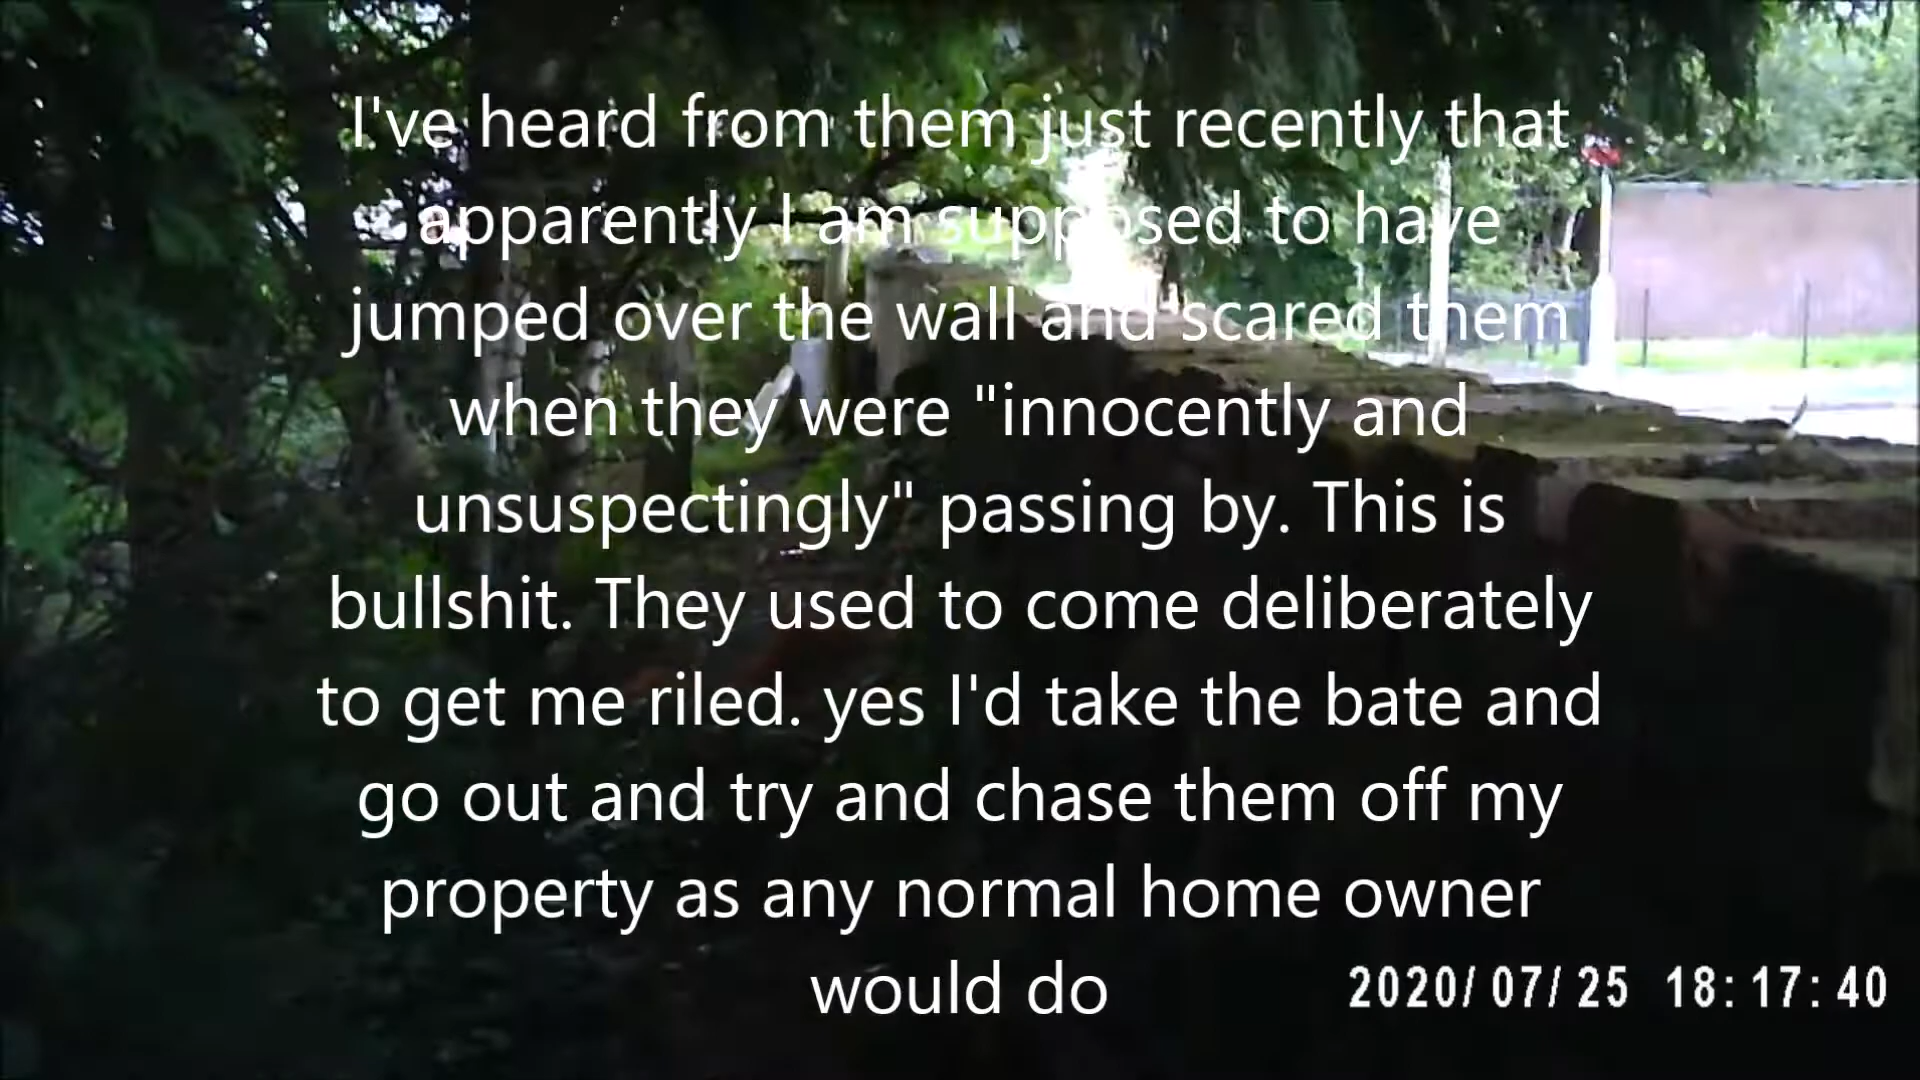 I've heard from them just recently that
apparently I am supposed to have
jumped over the wall and scared them
when they were "innocently and
unsuspectingly" passing by. This is
bullshit. They used to come deliberately
to get me riled. yes I'd take the bate and
go out and try and chase them off my
property as any normal home owner
would do
2020/07/25 18:17:40